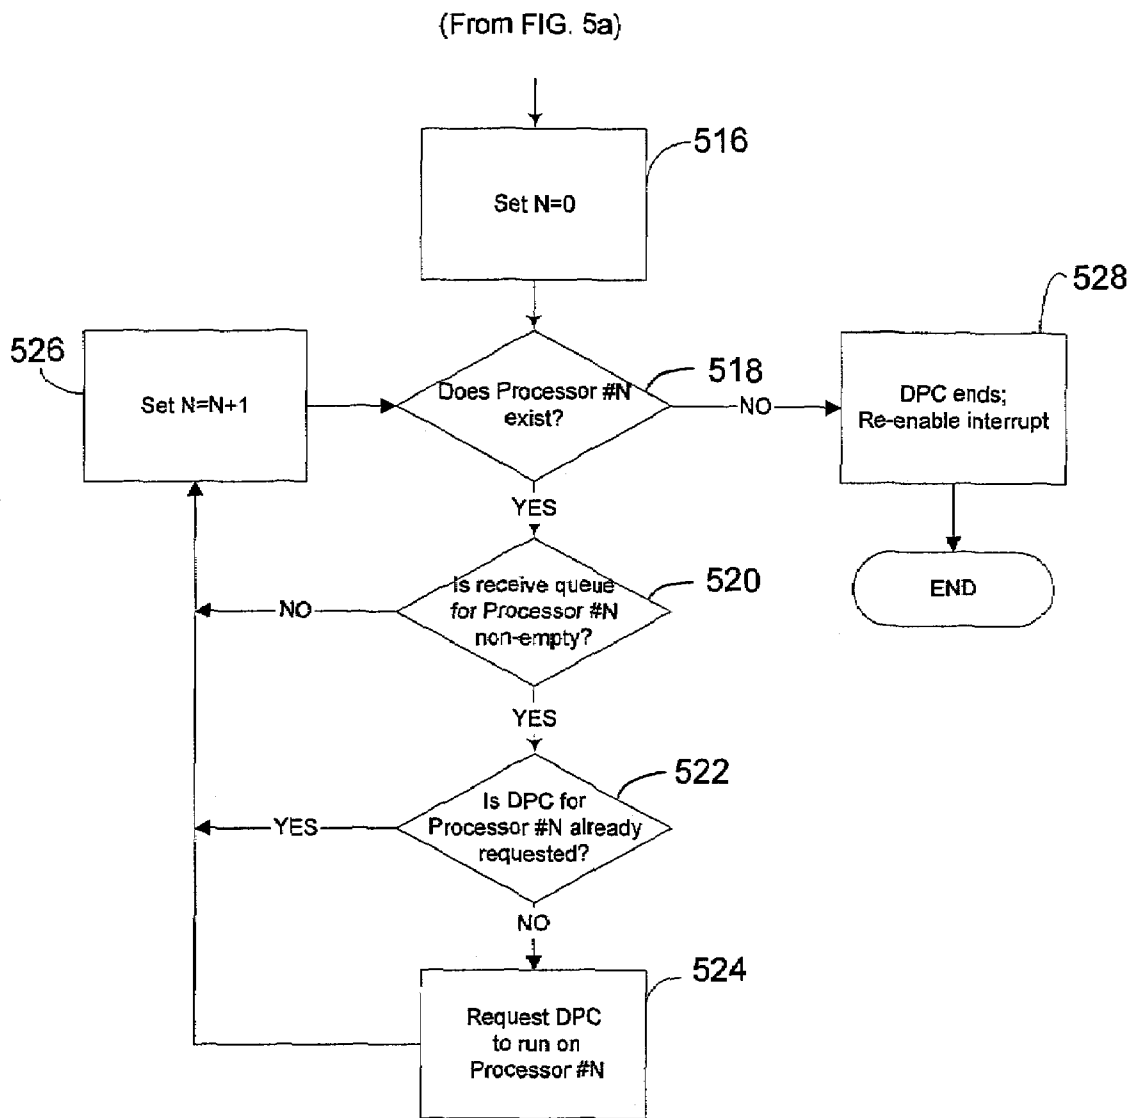 (From FIG. 5a)
516
Set N=0
528
526
518
Set N=N+1
Does Processor #N
exist?
NO
DPC ends;
Re-enable interrupt
YES
520
Is receive queue
for Processor #N
non-empty?
NO
END
YES
522
Is DPC for
Processor #N already
requested?
YES
NO
524
Request DPC
to run on
Processor #N